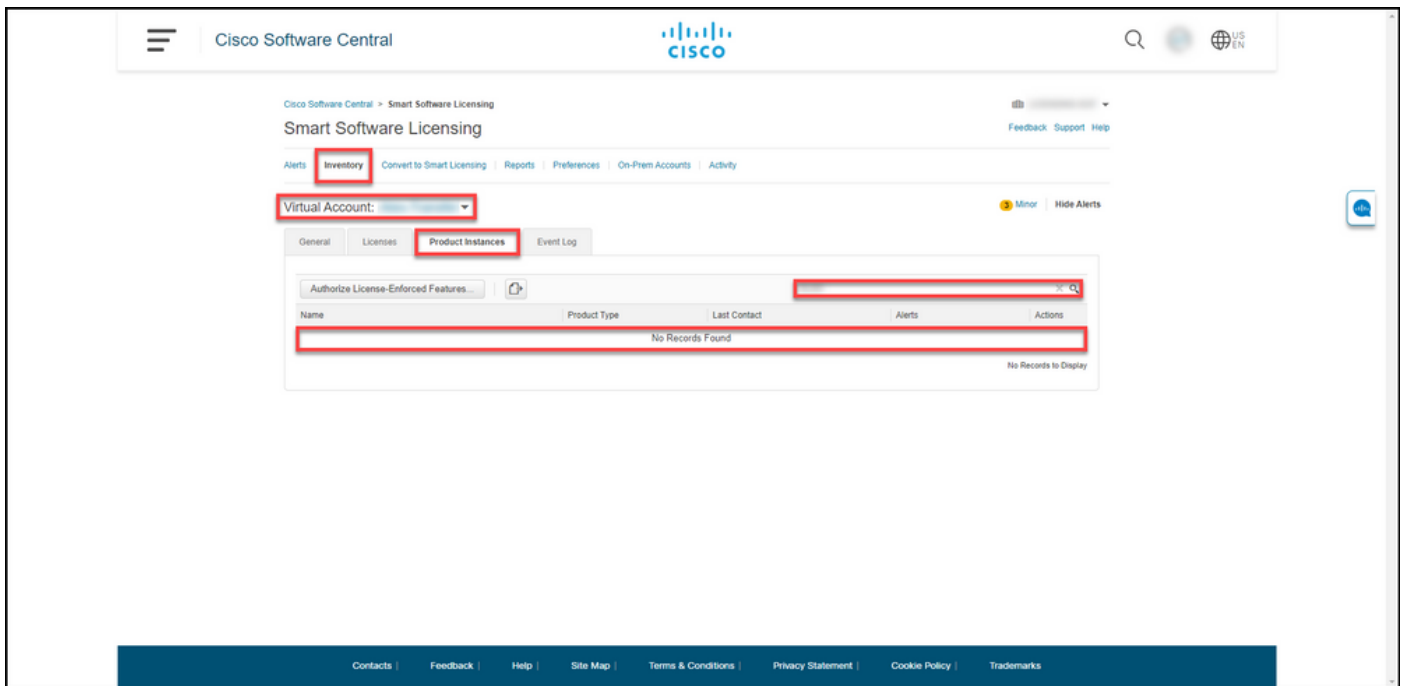 Cisco Software Central
CISCO
US
EN
Cisco Software Central > Smart Software Licensing
Smart Software Licensing
Feedback Support Help
Alerts Inventory Convert to Smart Licensing Reports Preferences On-Prem Accounts Activity
Virtual Account:
3 Minor Hide Alerts
General Licenses Product Instances Event Log
Authorize License-Enforced Features...
Name Product Type Last Contact Alerts Actions
No Records Found
No Records to Display
Contacts | Feedback | Help | Site Map | Terms & Conditions | Privacy Statement | Cookie Policy | Trademarks